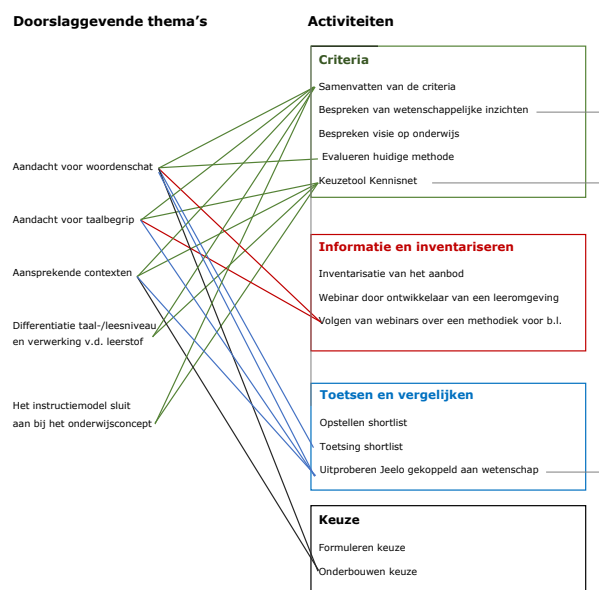 Doorslaggevende thema's
Aandacht voor woordenschat
Aandacht voor taalbegrip
Aansprekende contexten
Differentiatie taal-/leesniveau
en verwerking v.d. leerstof
Het instructiemodel sluit
aan bij het onderwijsconcept
Activiteiten
Criteria
Samenvatten van de criteria
Bespreken van wetenschappelijke inzichten
Bespreken visie op onderwijs
Evalueren huidige methode
Keuzetool Kennisnet
Informatie en inventariseren
Inventarisatie van het aanbod
Webinar door ontwikkelaar van een leeromgeving
Volgen van webinars over een methodiek voor b.l.
Toetsen en vergelijken
Opstellen shortlist
Toetsing shortlist
Uitproberen Jeelo gekoppeld aan wetenschap
Keuze
Formuleren keuze
Onderbouwen keuze